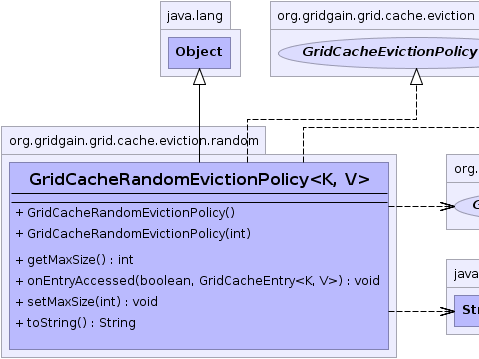 java.lang
org.gridgain.grid.cache.eviction
Object
GridCacheEvictionPolicy
org.gridgain.grid.cache.eviction.random
GridCacheRandomEvictionPolicy<K, V>
+ GridCacheRandomEvictionPolicy()
+ GridCacheRandomEvictionPolicy(int)
+ getMaxSize() : int
+ onEntryAccessed(boolean, GridCacheEntry<K, V>) : void
+ setMaxSize(int) : void
+ toString() : String
org.
java